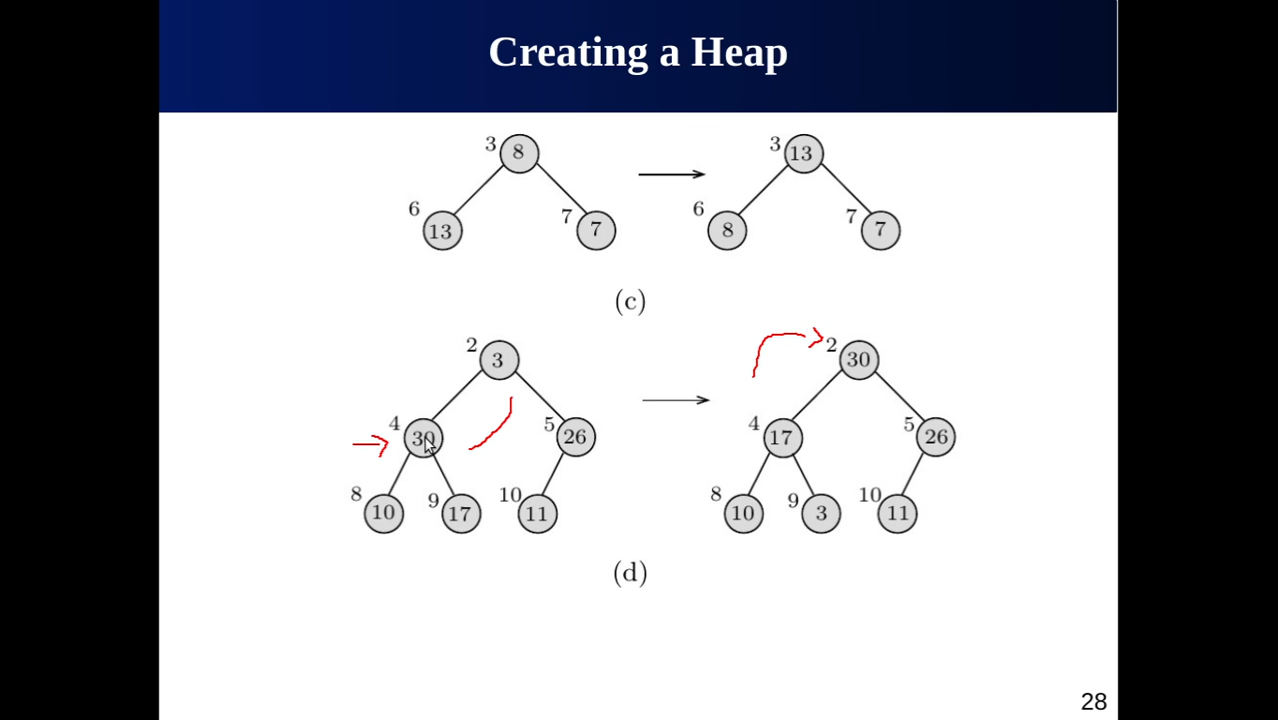 Creating a Heap
3 8 3 13
6 13 7 7 6 8 7 7
(c)
2 3 2 30
4 30 5 26 4 17 5 26
8 10 9 17 10 11 8 10 9 3 10 11
(d)
28